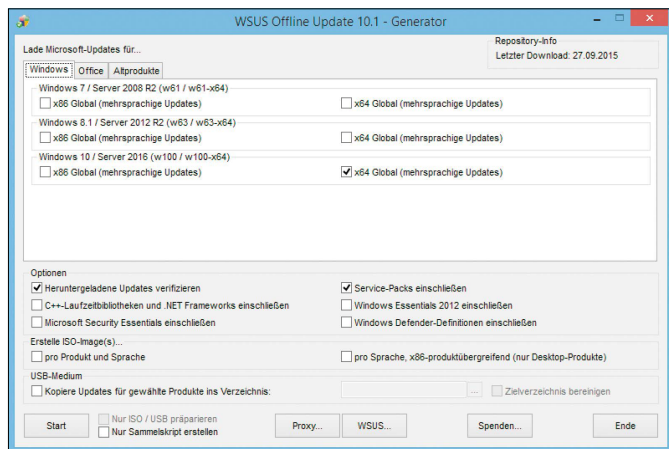 WSUS Offline Update 10.1 - Generator
Lade Microsoft-Updates für...
Repository-Info
Letzter Download: 27.09.2015
Windows Office Altprodukte
Windows 7 / Server 2008 R2 (w61 / w61-x64)
x86 Global (mehrsprachige Updates) x64 Global (mehrsprachige Updates)
Windows 8.1 / Server 2012 R2 (w63 / w63-x64)
x86 Global (mehrsprachige Updates) x64 Global (mehrsprachige Updates)
Windows 10 / Server 2016 (w100 / w100-x64)
x86 Global (mehrsprachige Updates) x64 Global (mehrsprachige Updates)
Optionen
Heruntergeladene Updates verifizieren Service-Packs einschließen
C++-Laufzeitbibliotheken und .NET Frameworks einschließen Windows Essentials 2012 einschließen
Microsoft Security Essentials einschließen Windows Defender-Definitionen einschließen
Erstelle ISO-Image(s)...
pro Produkt und Sprache pro Sprache, x86-produktübergreifend (nur Desktop-Produkte)
USB-Medium
Kopiere Updates für gewählte Produkte ins Verzeichnis: ... Zielverzeichnis bereinigen
Start Nur ISO / USB präparieren Proxy... WSUS... Spenden... Ende
Nur Sammelskript erstellen